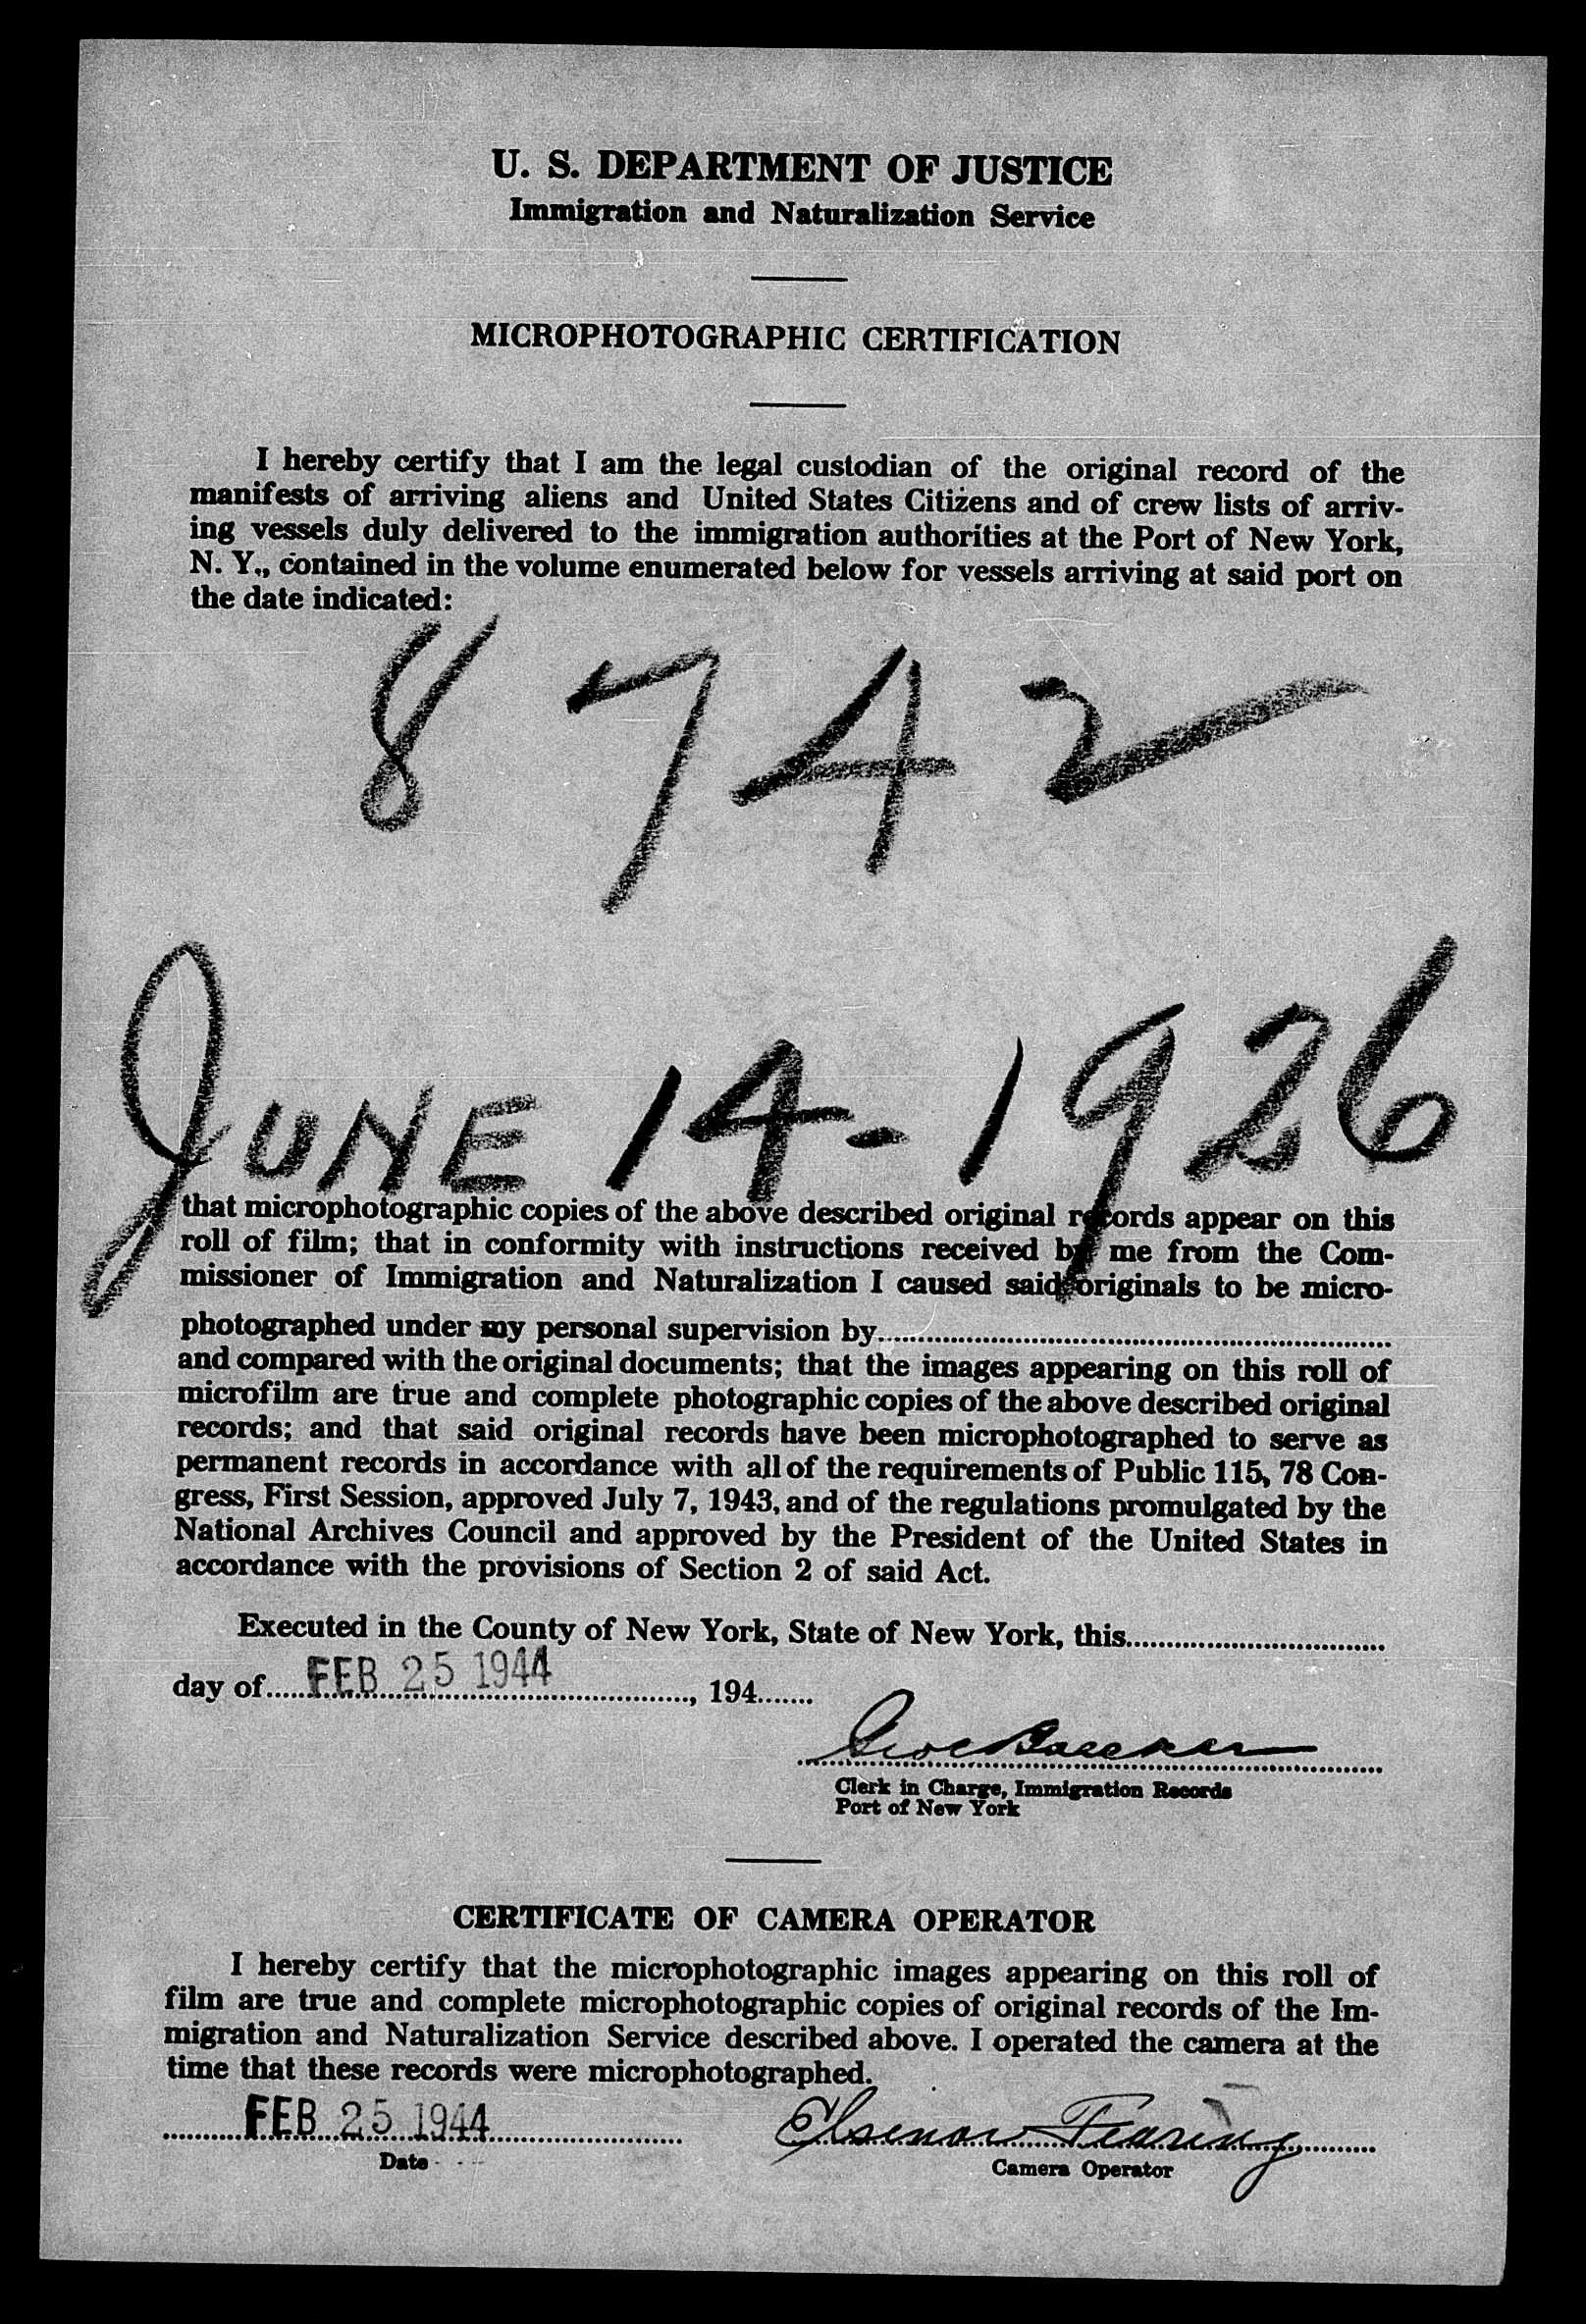 U. S. DEPARTMENT OF JUSTICE
Immigration and Naturalization Service
MICROPHOTOGRAPHIC CERTIFICATION
I hereby certify that I am the legal custodian of the original record of the
manifests of arriving aliens and United States Citizens and of crew lists of arriv-
ing vessels duly delivered to the immigration authorities at the Port of New York,
N. Y., contained in the volume enumerated below for vessels arriving at said port on
the date indicated:
8742
JUNE 14-1926
that microphotographic copies of the above described original records appear on this
roll of film; that in conformity with instructions received by me from the Com-
missioner of Immigration and Naturalization I caused said originals to be micro-
photographed under my personal supervision by
and compared with the original documents; that the images appearing on this roll of
microfilm are true and complete photographic copies of the above described original
records; and that said original records have been microphotographed to serve as
permanent records in accordance with all of the requirements of Public 115, 78 Con-
gress, First Session, approved July 7, 1943, and of the regulations promulgated by the
National Archives Council and approved by the President of the United States in
accordance with the provisions of Section 2 of said Act.
Executed in the County of New York, State of New York, this
day of FEB 25 1944, 194
Clerk in Charge, Immigration Records
Port of New York
CERTIFICATE OF CAMERA OPERATOR
I hereby certify that the microphotographic images appearing on this roll of
film are true and complete microphotographic copies of original records of the Im-
migration and Naturalization Service described above. I operated the camera at the
time that these records were microphotographed.
FEB 25 1944 Fearing
Date
Camera Operator